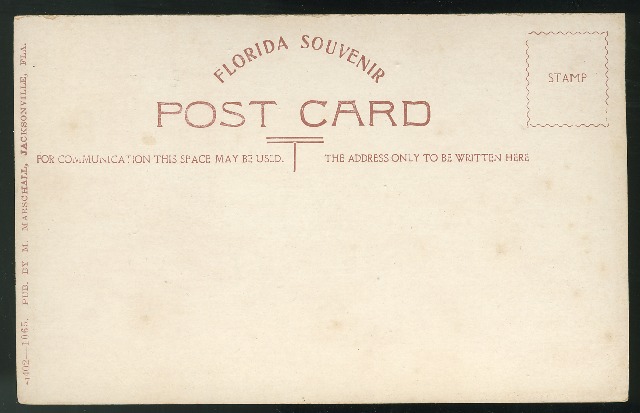 FLORIDA SOUVENIR
POST CARD
STAMP
FOR COMMUNICATION THIS SPACE MAY BE USED.
THE ADDRESS ONLY TO BE WRITTEN HERE
PUB. BY M. MARSCHALL, JACKSONVILLE, FLA.